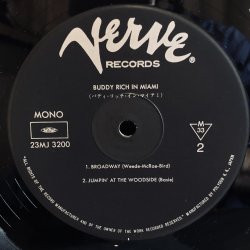 Verve
RECORDS
BUDDY RICH IN MIAMI
(バディ・リッチ・イン・マイアミ)
MONO
23MJ 3200
M
33
2
1. BROADWAY (Woode-McRae-Bird)
2. JUMPIN' AT THE WOODSIDE (Basie)